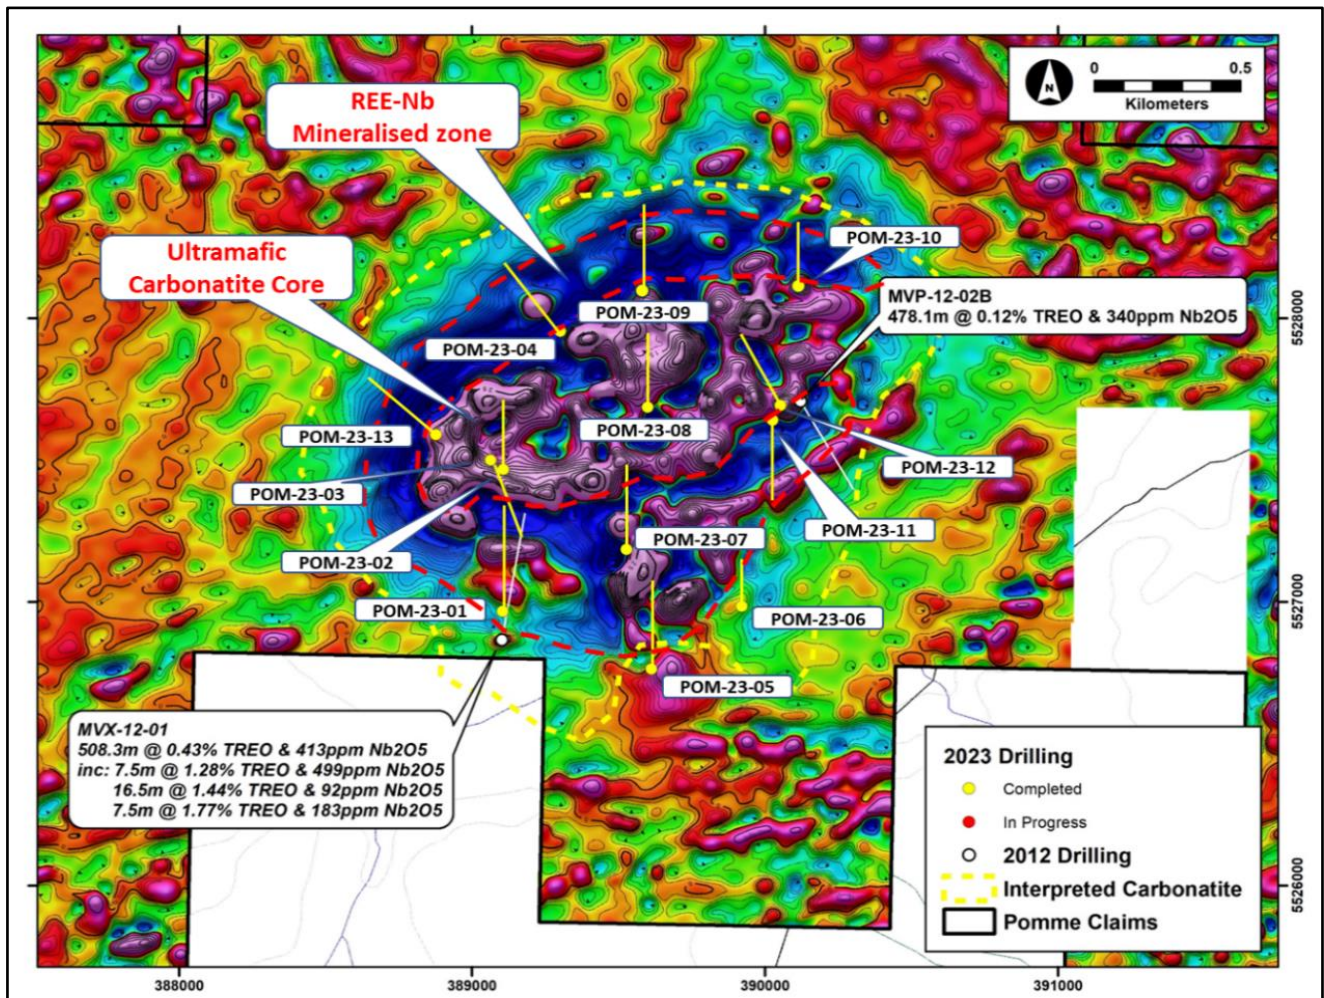 0 0.5
Kilometers
N
REE-Nb
Mineralised zone
Ultramafic
Carbonatite Core
POM-23-10
MVP-12-02B
478.1m @ 0.12% TREO & 340ppm Nb2O5
POM-23-09
POM-23-04
POM-23-13
POM-23-08
POM-23-12
POM-23-03
POM-23-11
POM-23-07
POM-23-02
POM-23-01
POM-23-06
POM-23-05
MVX-12-01
508.3m @ 0.43% TREO & 413ppm Nb2O5
inc: 7.5m @ 1.28% TREO & 499ppm Nb2O5
16.5m @ 1.44% TREO & 92ppm Nb2O5
7.5m @ 1.77% TREO & 183ppm Nb2O5
2023 Drilling
Completed
In Progress
2012 Drilling
Interpreted Carbonatite
Pomme Claims
5528000
5527000
5526000
388000 389000 390000 391000